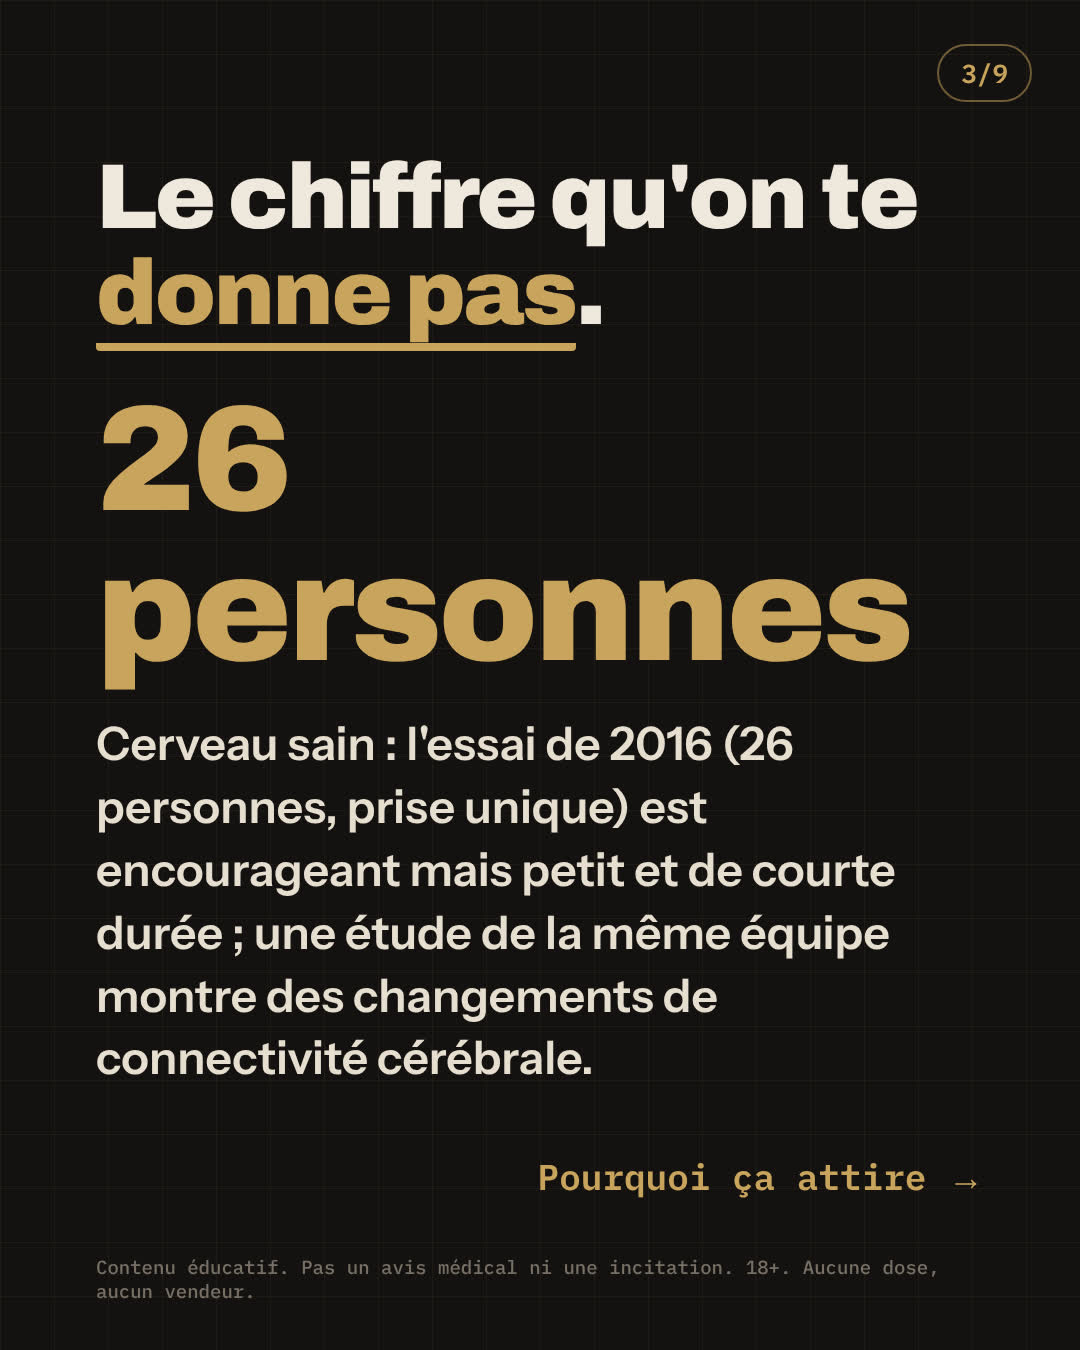 3/9
Le chiffre qu'on te
donne pas.
26
personnes
Cerveau sain : l'essai de 2016 (26
personnes, prise unique) est
encourageant mais petit et de courte
durée ; une étude de la même équipe
montre des changements de
connectivité cérébrale.
Pourquoi ça attire →
Contenu éducatif. Pas un avis médical ni une incitation. 18+. Aucune dose,
aucun vendeur.